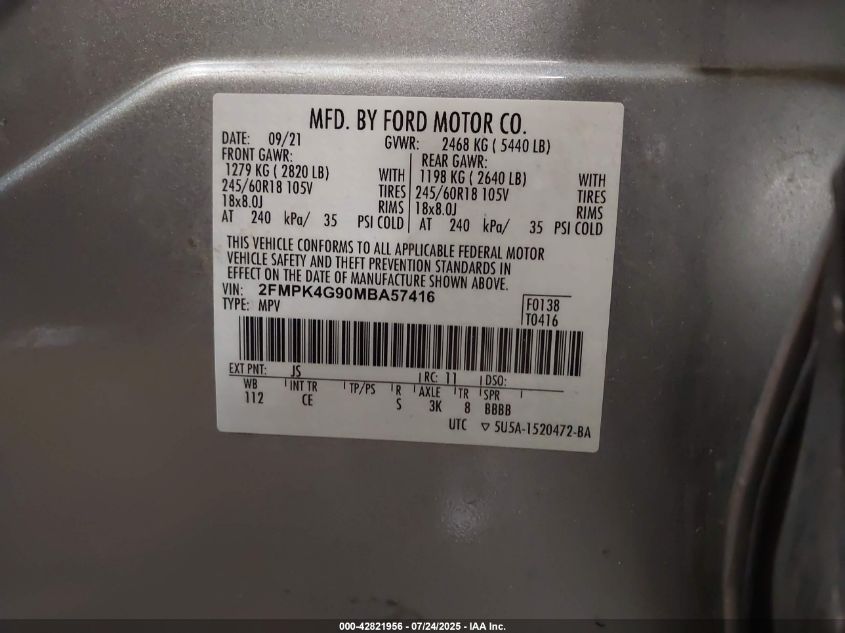 MFD. BY FORD MOTOR CO.
DATE: 09/21 GVWR: 2468 KG ( 5440 LB)
FRONT GAWR: REAR GAWR:
1279 KG ( 2820 LB) WITH 1198 KG ( 2640 LB) WITH
245/60R18 105V TIRES 245/60R18 105V TIRES
18x8.0J RIMS 18x8.0J RIMS
AT 240 kPa/ 35 PSI COLD AT 240 kPa/ 35 PSI COLD
THIS VEHICLE CONFORMS TO ALL APPLICABLE FEDERAL MOTOR
VEHICLE SAFETY AND THEFT PREVENTION STANDARDS IN
EFFECT ON THE DATE OF MANUFACTURE SHOWN ABOVE.
VIN: 2FMPK4G90MBA57416 F0138
TYPE: MPV T0416
EXT PNT: JS RC: 11 DSO:
WB INT TR TP/PS R AXLE TR SPR
112 CE S 3K 8 BBBB
UTC ▽ 5U5A-1520472-BA
000-42821956 - 07/24/2025 - IAA Inc.